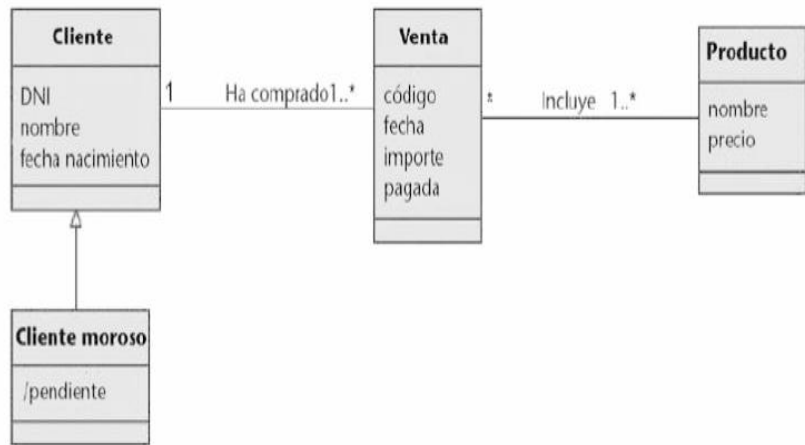 Cliente
DNI
nombre
fecha nacimiento
1 Ha comprado1..*
Venta
código
fecha
importe
pagada
* Incluye 1..*
Producto
nombre
precio
Cliente moroso
/pendiente